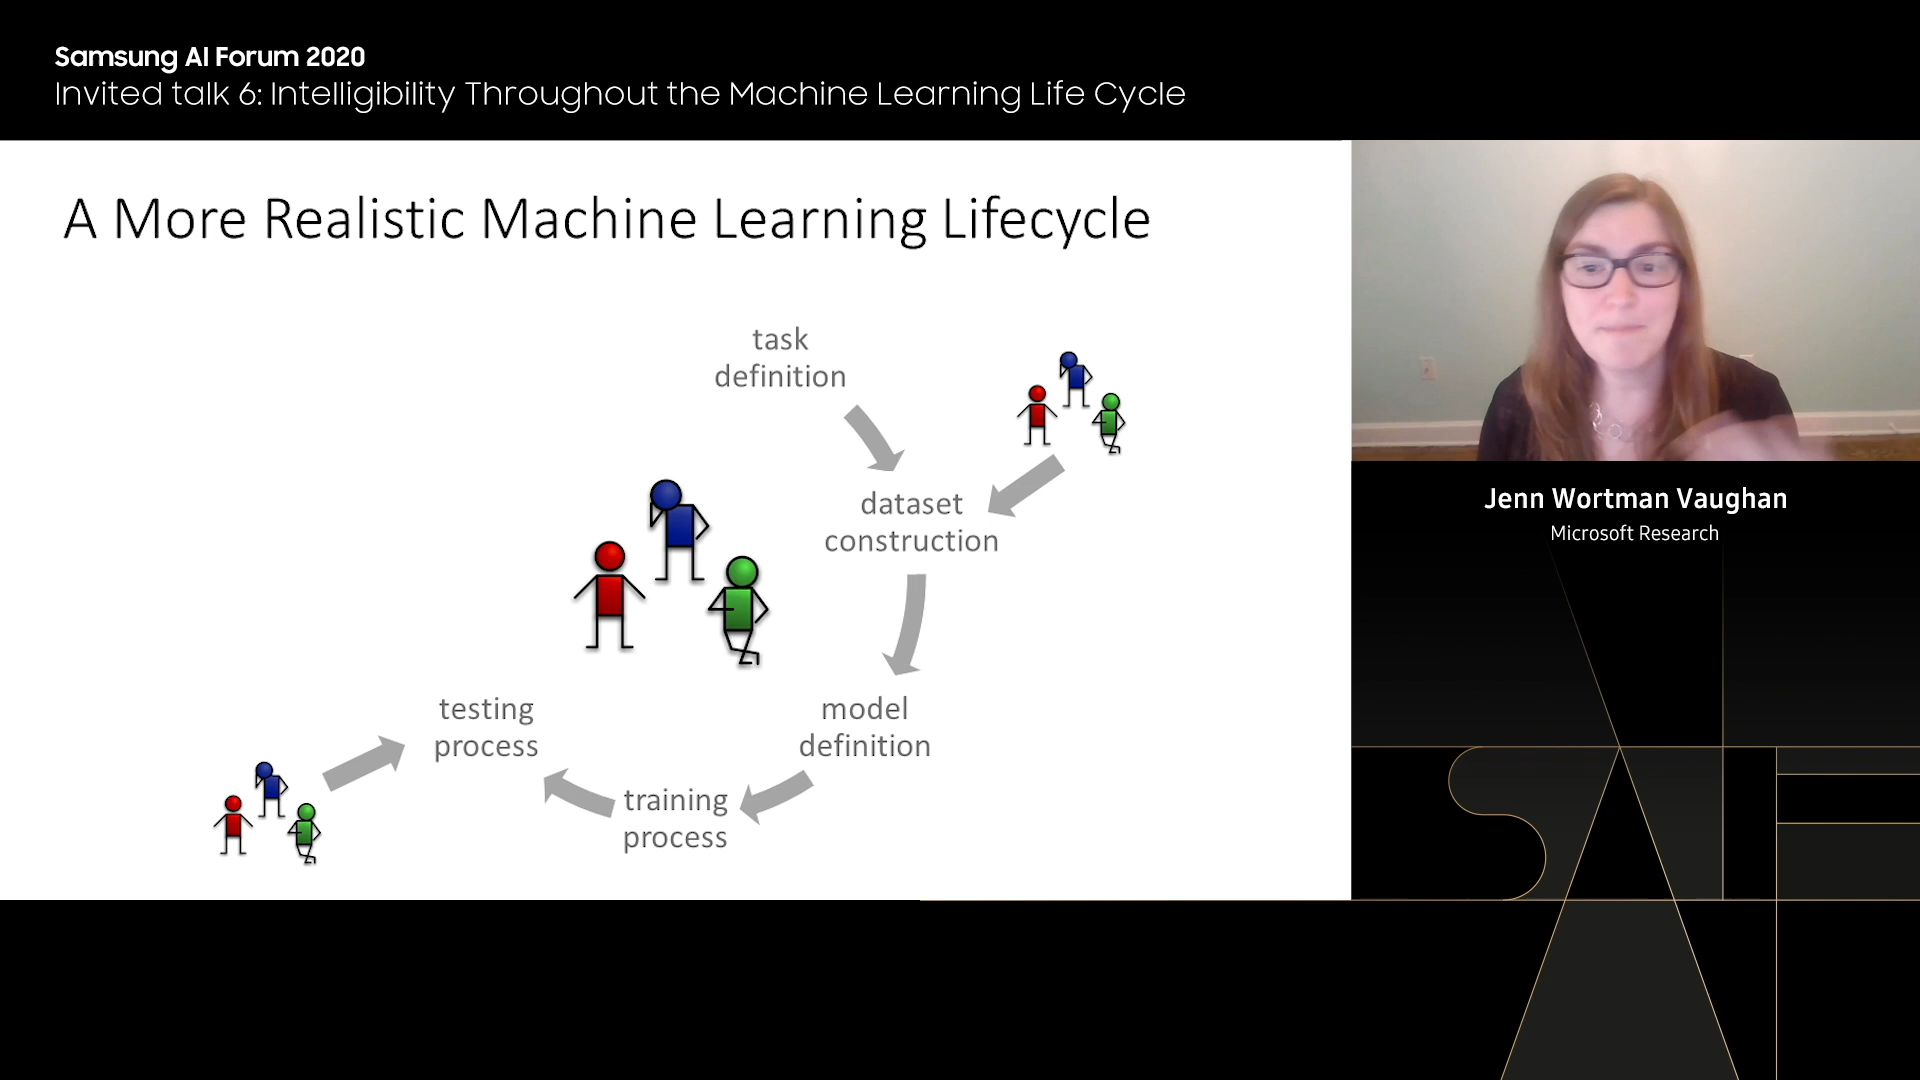 Samsung AI Forum 2020
Invited talk 6: Intelligibility Throughout the Machine Learning Life Cycle
A More Realistic Machine Learning Lifecycle
task
definition
dataset
construction
model
definition
training
process
testing
process
Jenn Wortman Vaughan
Microsoft Research